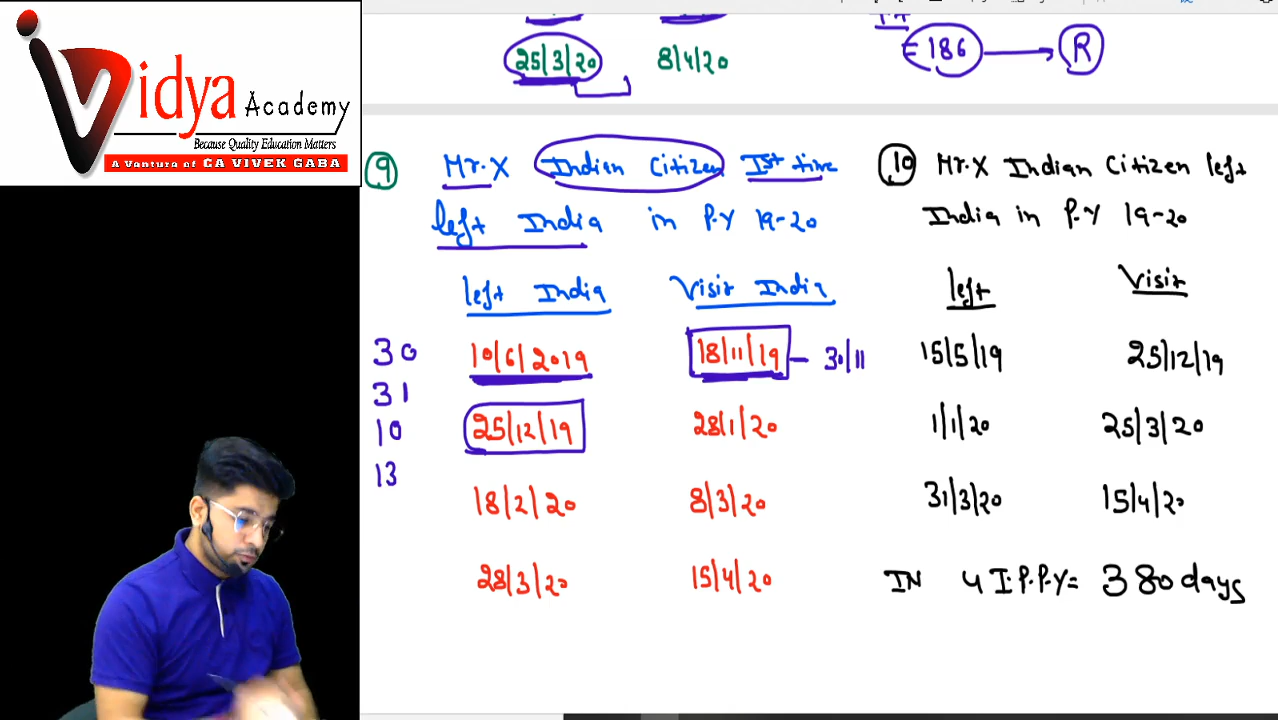 Vidya Academy
Because Quality Education Matters
A Ventura of CA VIVEK GABA
25/3/20 8/4/20
= 186 → R
9 Mr. X Indian Citizen Ist time
left India in P.Y 19-20
left India Visit India
30 10/6/2019 18/11/19 - 30/11
31
10 25/12/19 28/1/20
13
18/2/20 8/3/20
28/3/20 15/4/20
10 Mr. X Indian Citizen left
India in P.Y 19-20
left Visit
15/5/19 25/12/19
1/1/20 25/3/20
31/3/20 15/4/20
IN 4 I.P.P.Y = 380 days